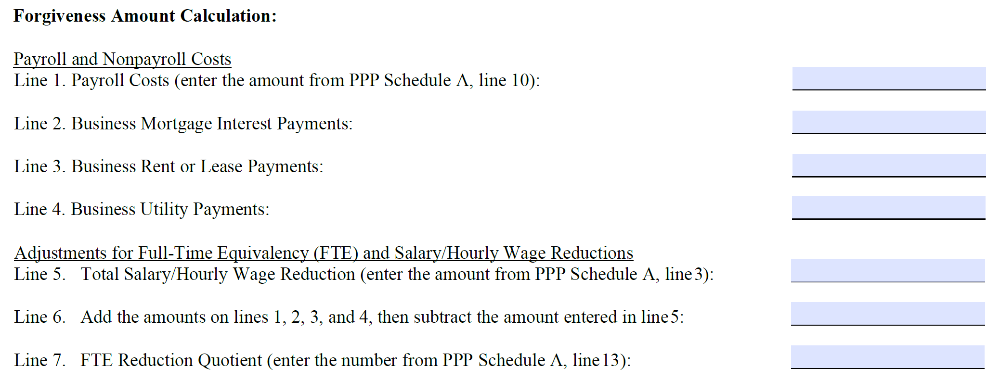 Forgiveness Amount Calculation:
Payroll and Nonpayroll Costs
Line 1. Payroll Costs (enter the amount from PPP Schedule A, line 10):
Line 2. Business Mortgage Interest Payments:
Line 3. Business Rent or Lease Payments:
Line 4. Business Utility Payments:
Adjustments for Full-Time Equivalency (FTE) and Salary/Hourly Wage Reductions
Line 5. Total Salary/Hourly Wage Reduction (enter the amount from PPP Schedule A, line 3):
Line 6. Add the amounts on lines 1, 2, 3, and 4, then subtract the amount entered in line 5:
Line 7. FTE Reduction Quotient (enter the number from PPP Schedule A, line 13):